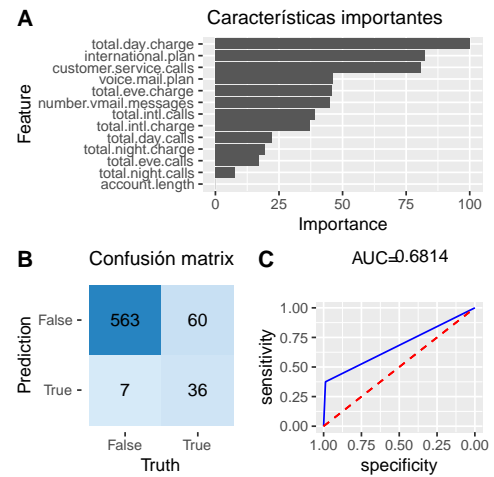 A
Características importantes
total.day.charge
international.plan
customer.service.calls
voice.mail.plan
total.eve.charge
number.vmail.messages
total.intl.calls
total.intl.charge
total.day.calls
total.night.charge
total.eve.calls
total.night.calls
account.length
Feature
0 25 50 75 100
Importance
B
Confusión matrix
False
True
Prediction
563 60
7 36
False True
Truth
C
AUC=0.6814
1.00
0.75
0.50
0.25
0.00
sensitivity
1.00 0.75 0.50 0.25 0.00
specificity